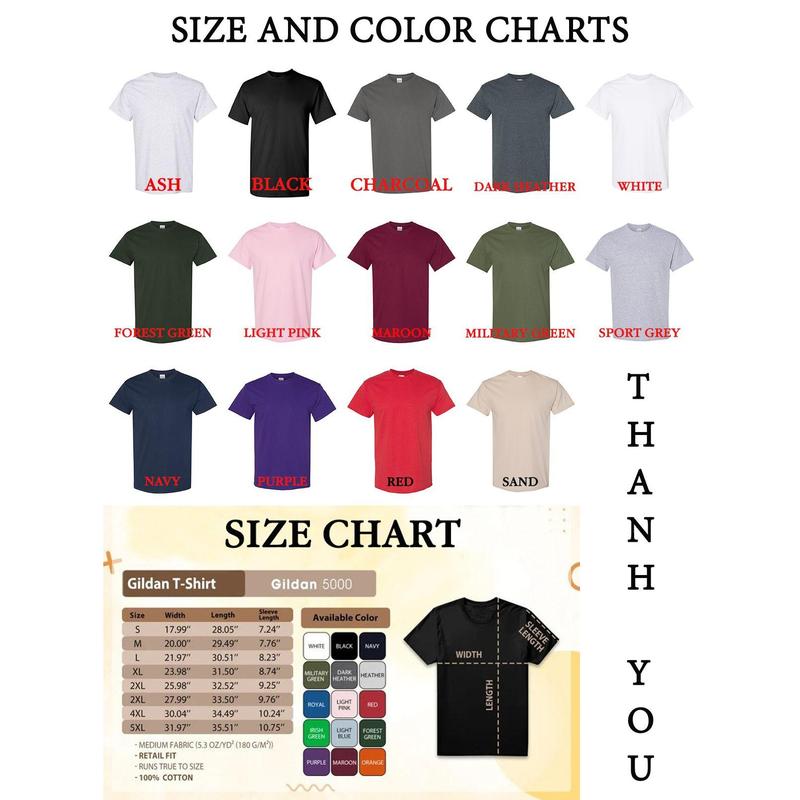 SIZE AND COLOR CHARTS
ASH
BLACK
CHARCOAL
DARK HEATHER
WHITE
FOREST GREEN
LIGHT PINK
MAROON
MILITARY GREEN
SPORT GREY
NAVY
PURPLE
RED
SAND
THANH YOU
SIZE CHART
Gildan T-Shirt
Gildan 5000
Size Width Length Sleeve Length
S 17.99’’ 28.05’’ 7.24’’
M 20.00’’ 29.49’’ 7.76’’
L 21.97’’ 30.51’’ 8.23’’
XL 23.98’’ 31.50’’ 8.74’’
2XL 25.98’’ 32.52’’ 9.25’’
2XL 27.99’’ 33.50’’ 9.76’’
4XL 30.04’’ 34.49’’ 10.24’’
5XL 31.97’’ 35.51’’ 10.75’’
- MEDIUM FABRIC (5.3 OZ/YD² (180 G/M²))
- RETAIL FIT
- RUNS TRUE TO SIZE
- 100% COTTON
Available Color
WHITE
BLACK
NAVY
MILITARY GREEN
DARK HEATHER
HEATHER
ROYAL
LIGHT PINK
RED
IRISH GREEN
LIGHT BLUE
FOREST GREEN
PURPLE
MAROON
ORANGE
WIDTH
LENGTH
SLEEVE LENGTH